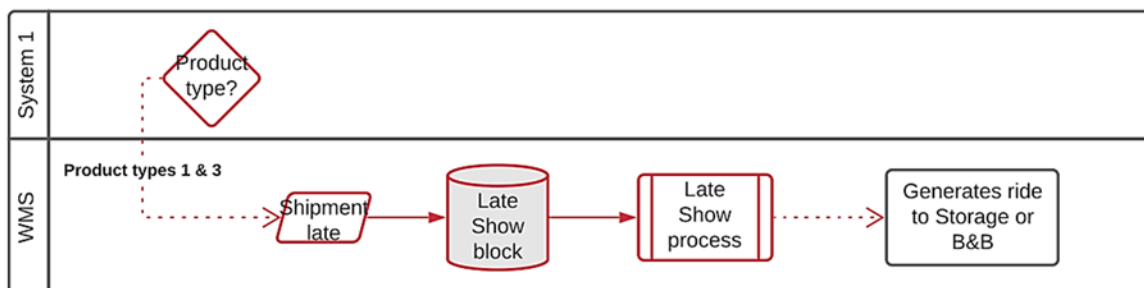 System 1
Product
type?
WMS
Product types 1 & 3
Shipment
late
Late
Show
block
Late
Show
process
Generates ride
to Storage or
B&B